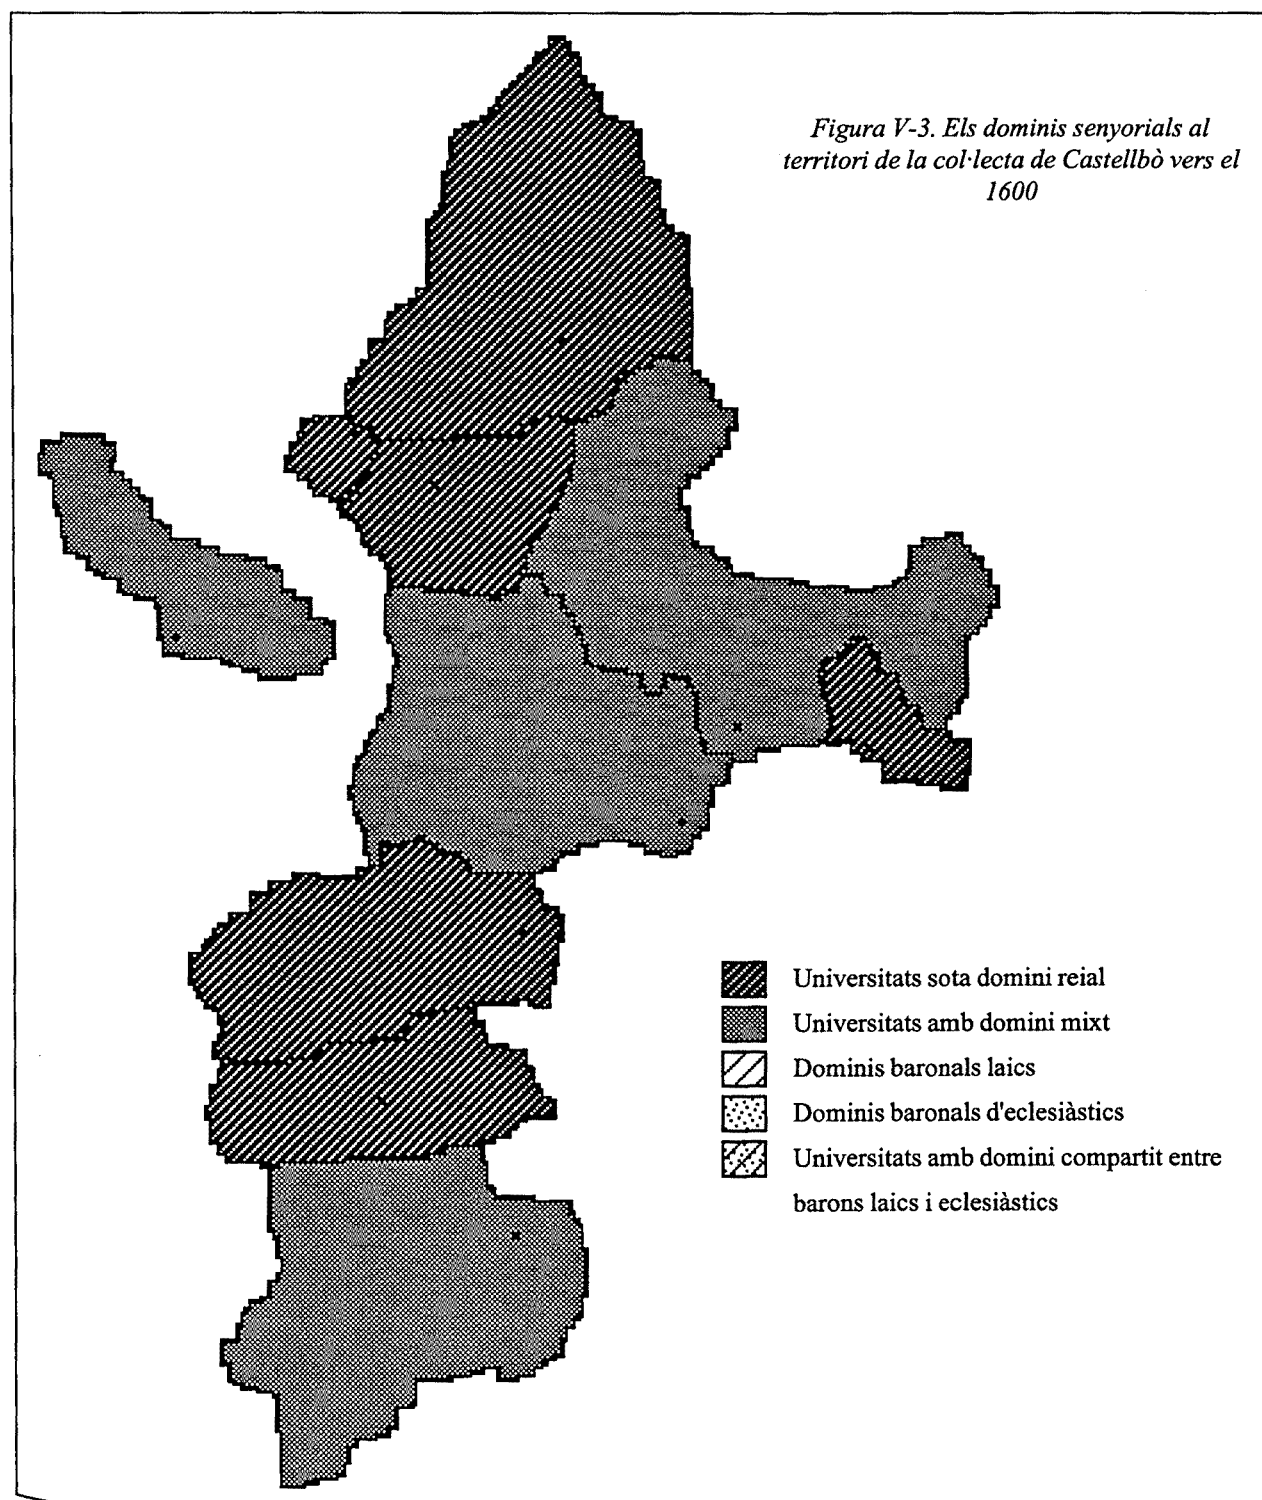 Figura V-3. Els dominis senyorials al
territori de la col·lecta de Castellbò vers el
1600
Universitats sota domini reial
Universitats amb domini mixt
Dominis baronals laics
Dominis baronals d'eclesiàstics
Universitats amb domini compartit entre
barons laics i eclesiàstics